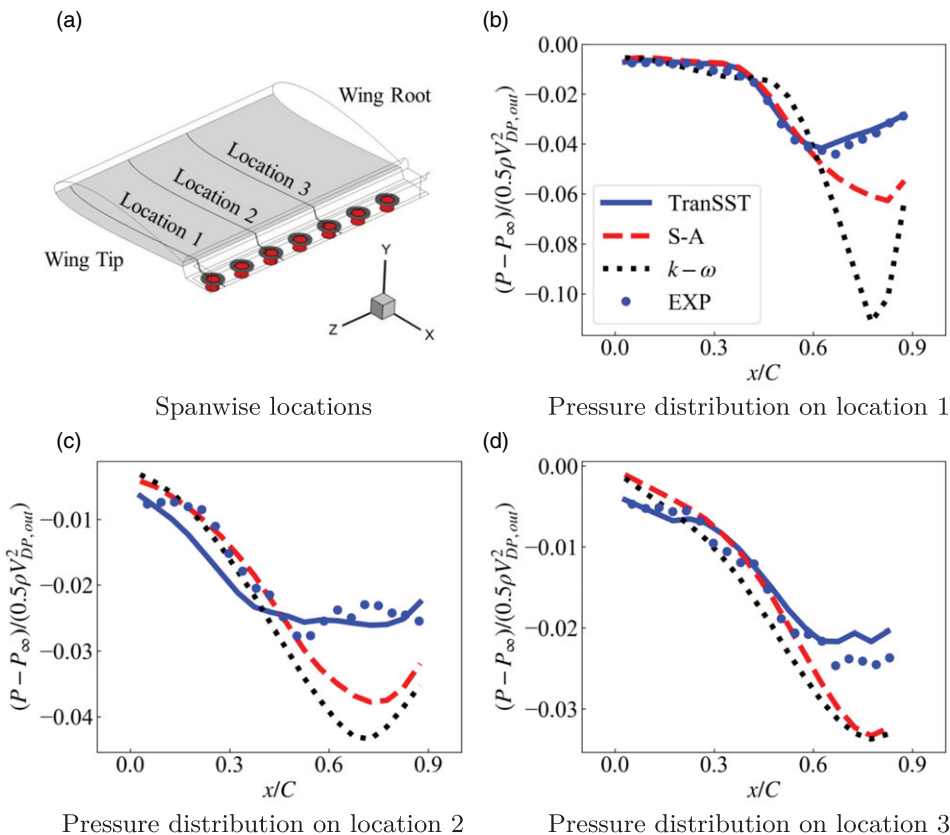 (a)
Wing Root
Location 3
Location 2
Location 1
Wing Tip
Y
Z
X
Spanwise locations
(b)
(P − P∞)/(0.5ρV²DP,out)
0.00
−0.02
−0.04
−0.06
−0.08
−0.10
TranSST
S-A
k − ω
EXP
0.0 0.3 0.6 0.9
x/C
Pressure distribution on location 1
(c)
(P − P∞)/(0.5ρV²DP,out)
−0.01
−0.02
−0.03
−0.04
0.0 0.3 0.6 0.9
x/C
Pressure distribution on location 2
(d)
(P − P∞)/(0.5ρV²DP,out)
0.00
−0.01
−0.02
−0.03
0.0 0.3 0.6 0.9
x/C
Pressure distribution on location 3